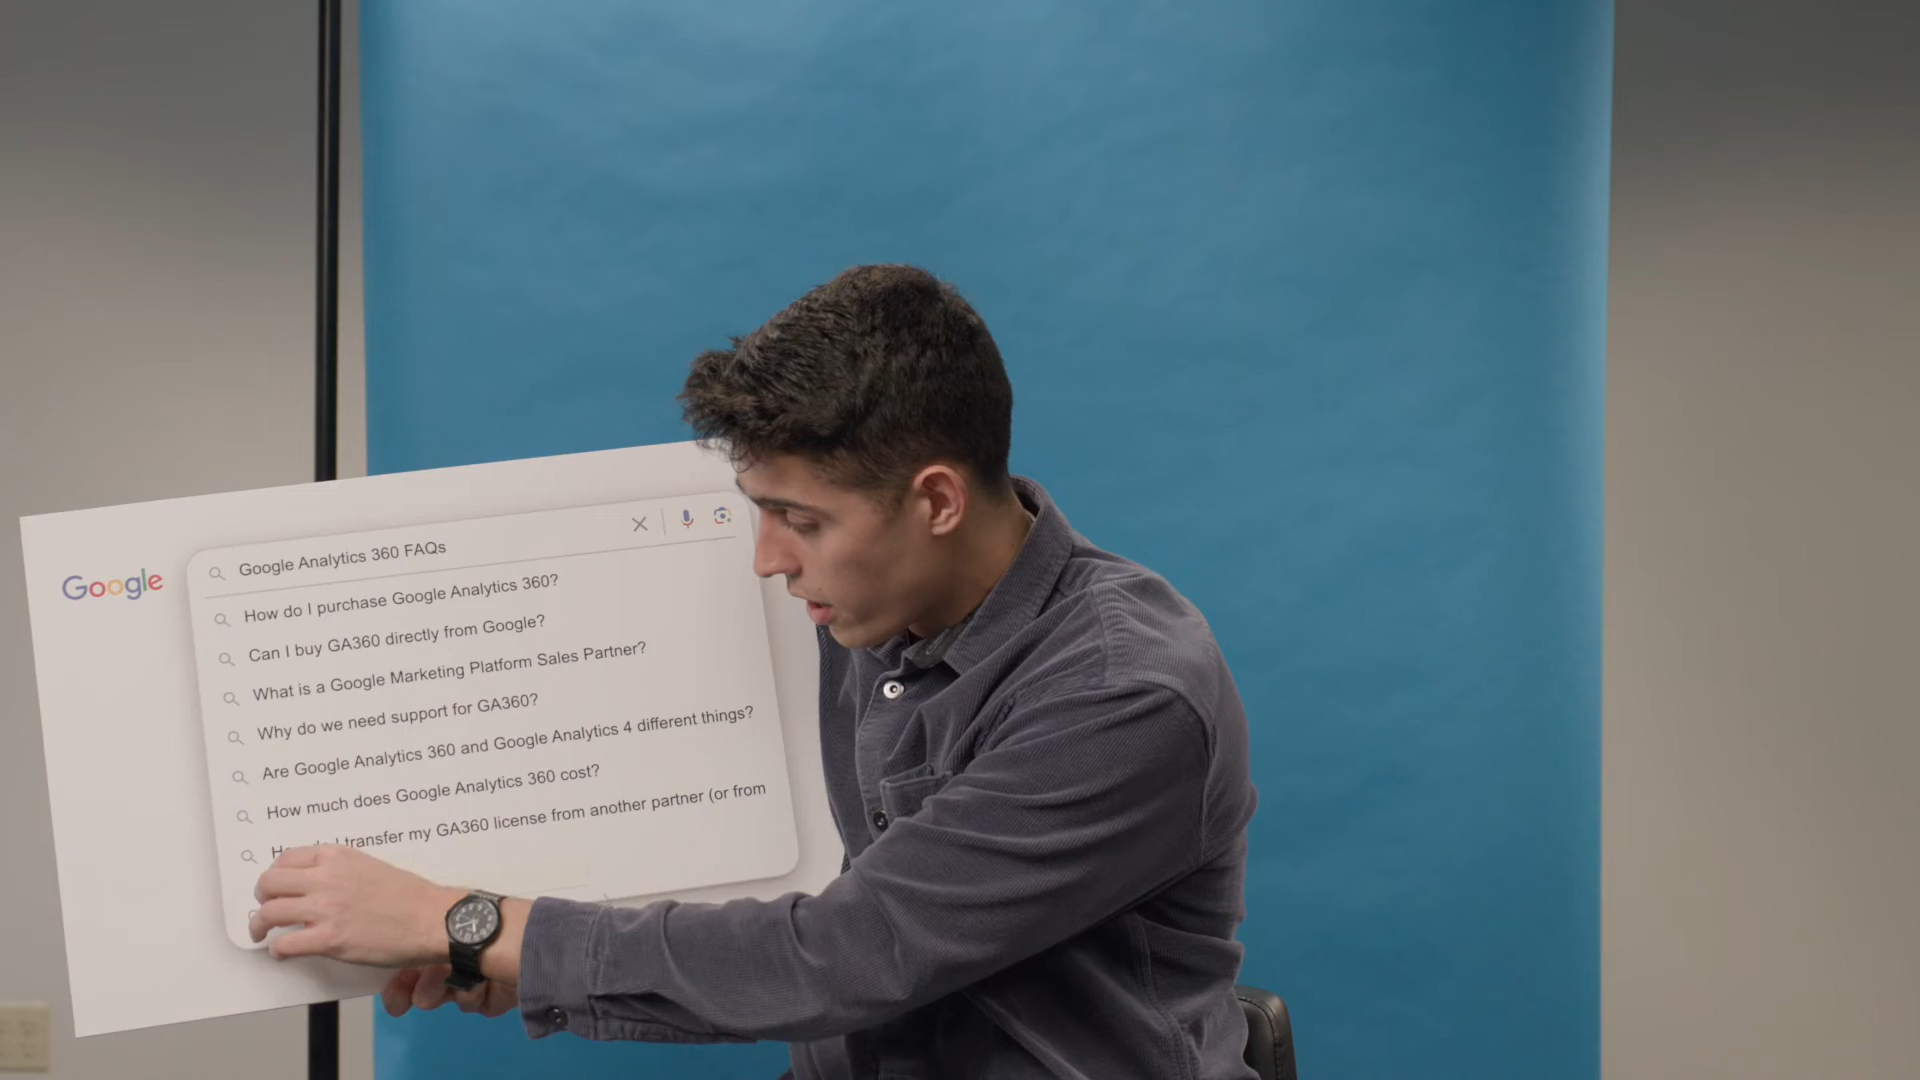 Google
Google Analytics 360 FAQs
How do I purchase Google Analytics 360?
Can I buy GA360 directly from Google?
What is a Google Marketing Platform Sales Partner?
Why do we need support for GA360?
Are Google Analytics 360 and Google Analytics 4 different things?
How much does Google Analytics 360 cost?
transfer my GA360 license from another partner (or from